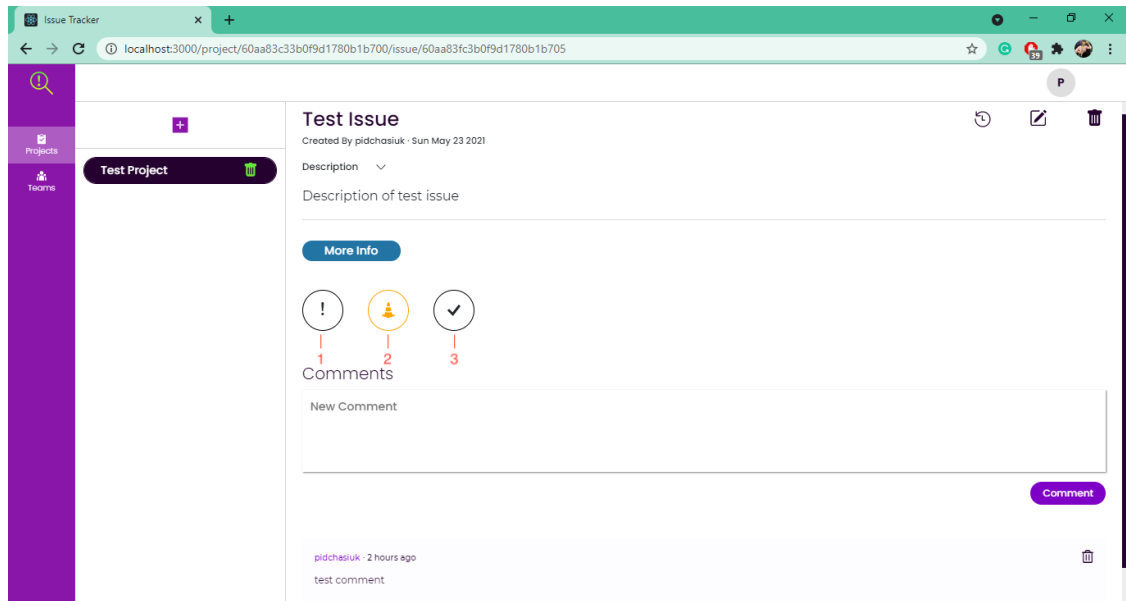 Issue Tracker
localhost:3000/project/60aa83c33b0f9d1780b1b700/issue/60aa83fc3b0f9d1780b1b705
39
P
Projects
Teams
Test Project
Test Issue
Created By pidchasiuk · Sun May 23 2021
Description
Description of test issue
More Info
!
1 2 3
Comments
New Comment
Comment
pidchasiuk · 2 hours ago
test comment